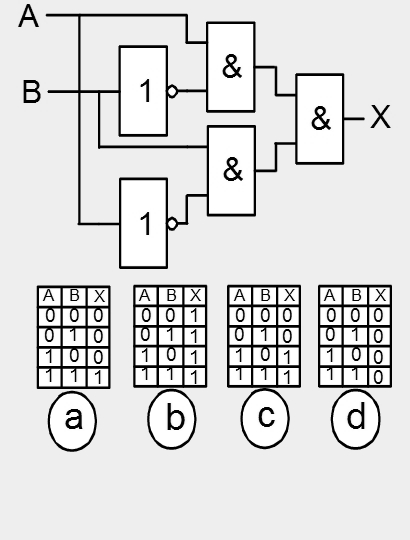 A
&
B 1
& X
&
1
A B X A B X A B X A B X
0 0 0 0 0 1 0 0 0 0 0 0
0 1 0 0 1 1 0 1 0 0 1 0
1 0 0 1 0 1 1 0 1 1 0 0
1 1 1 1 1 1 1 1 1 1 1 0
a b c d